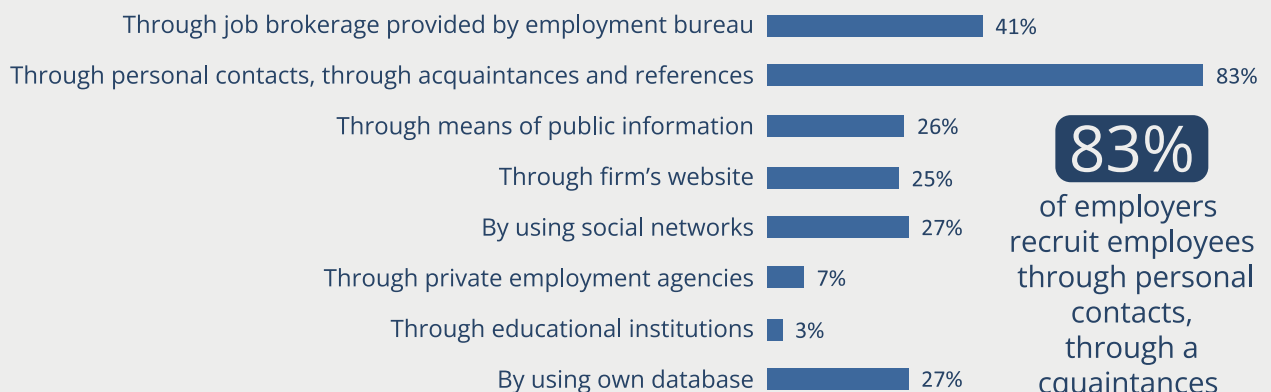 Through job brokerage provided by employment bureau 41%
Through personal contacts, through acquaintances and references 83%
Through means of public information 26%
Through firm's website 25%
By using social networks 27%
Through private employment agencies 7%
Through educational institutions 3%
By using own database 27%
83%
of employers
recruit employees
through personal
contacts,
through a
cquaintances